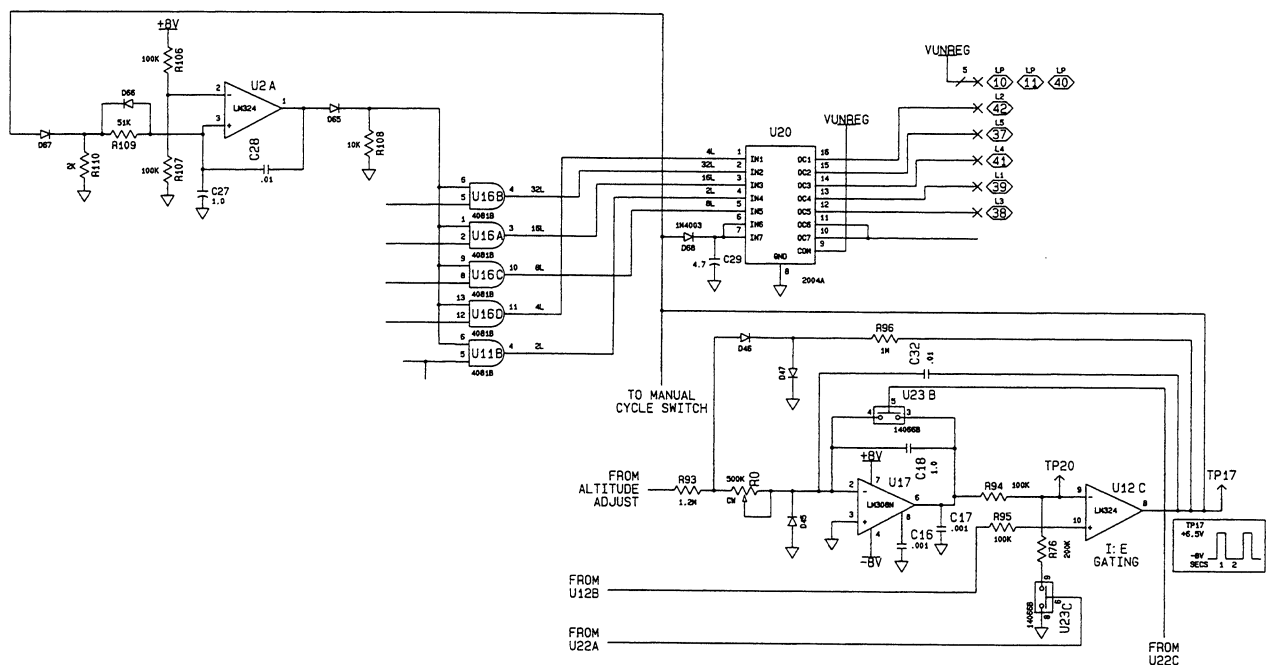 +8V
100K
R106
U2A
2
LM324
1
3
D66
51K
R109
D67
2K
R110
100K
R107
C28
.01
C27
1.0
D65
10K
R108
6
5
U16B
4
32L
4081B
1
2
U16A
3
16L
4081B
9
8
U16C
10
8L
4081B
13
12
U16D
11
4L
4081B
6
5
U11B
4
2L
4081B
VUNREG
5
LP
10
LP
11
LP
40
L2
42
L5
37
L4
41
L1
39
L3
38
VUNREG
U20
4L 1 IN1 OC1 16
32L 2 IN2 OC2 15
16L 3 IN3 OC3 14
2L 4 IN4 OC4 13
8L 5 IN5 OC5 12
6 IN6 OC6 11
7 IN7 OC7 10
COM 9
GND
8
2004A
1N4003
D68
4.7
C29
TO MANUAL
CYCLE SWITCH
D46
R96
1M
D47
C32
.01
U23B
5
4
3
14066B
C18
1.0
FROM
ALTITUDE
ADJUST
R93
1.2M
500K
R0
CW
D45
+8V
7
U17
2
LM308N
6
3
8
4
-8V
C16
.001
C17
.001
R94
100K
R95
100K
TP20
U12C
9
LM324
8
10
I:E
GATING
R76
200K
9
6
8
14066B
U23C
TP17
TP17
+6.5V
-8V
SECS 1 2
FROM
U12B
FROM
U22A
FROM
U22C